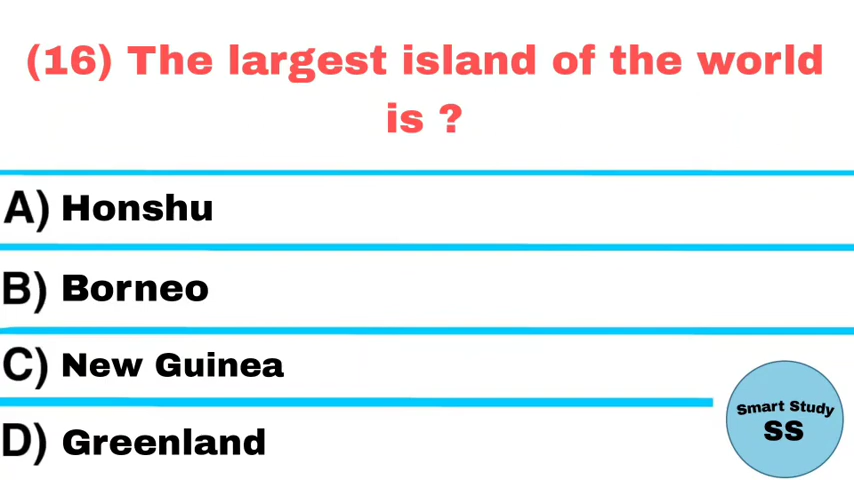 (16) The largest island of the world
is ?
A) Honshu
B) Borneo
C) New Guinea
D) Greenland
Smart Study
SS